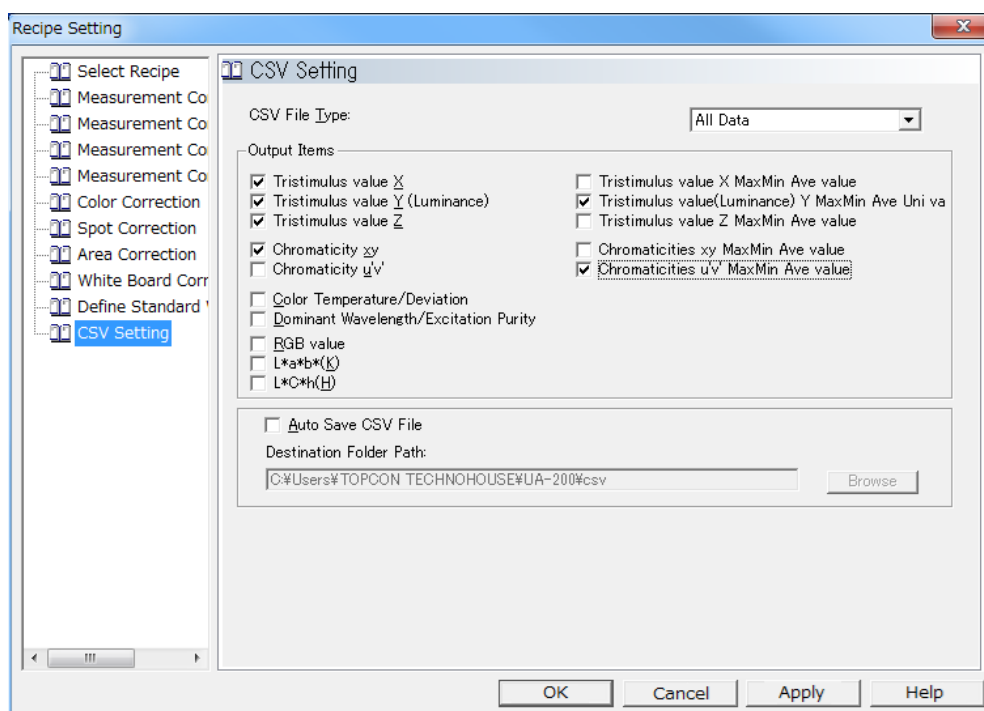 Recipe Setting
Select Recipe
Measurement Co
Measurement Co
Measurement Co
Measurement Co
Color Correction
Spot Correction
Area Correction
White Board Corr
Define Standard
CSV Setting
CSV Setting
CSV File Type:
All Data
Output Items
Tristimulus value X
Tristimulus value Y (Luminance)
Tristimulus value Z
Chromaticity xy
Chromaticity u'v'
Color Temperature/Deviation
Dominant Wavelength/Excitation Purity
RGB value
L*a*b*(K)
L*C*h(H)
Tristimulus value X MaxMin Ave value
Tristimulus value(Luminance) Y MaxMin Ave Uni va
Tristimulus value Z MaxMin Ave value
Chromaticities xy MaxMin Ave value
Chromaticities u'v' MaxMin Ave value
Auto Save CSV File
Destination Folder Path:
C:¥Users¥TOPCON TECHNOHOUSE¥UA-200¥csv
Browse
OK
Cancel
Apply
Help